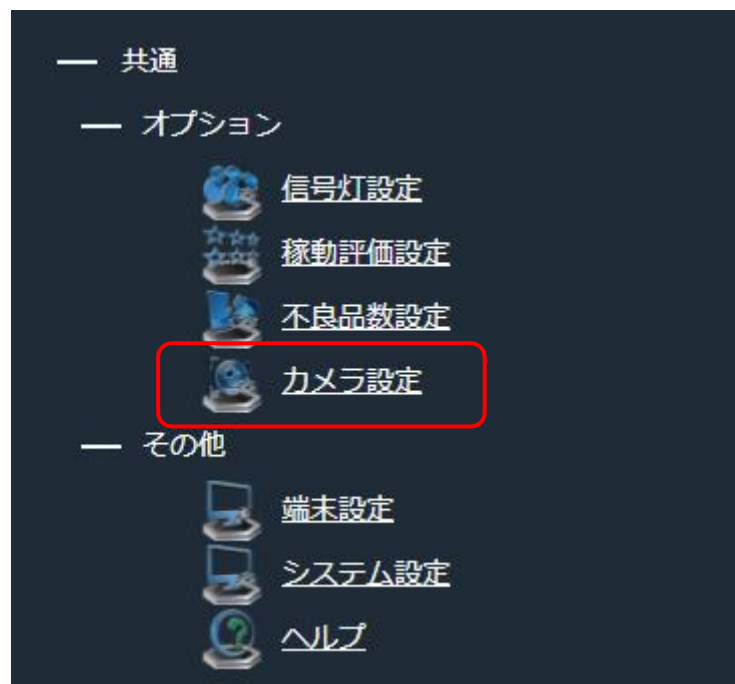 共通
オプション
信号灯設定
稼動評価設定
不良品数設定
カメラ設定
その他
端末設定
システム設定
ヘルプ